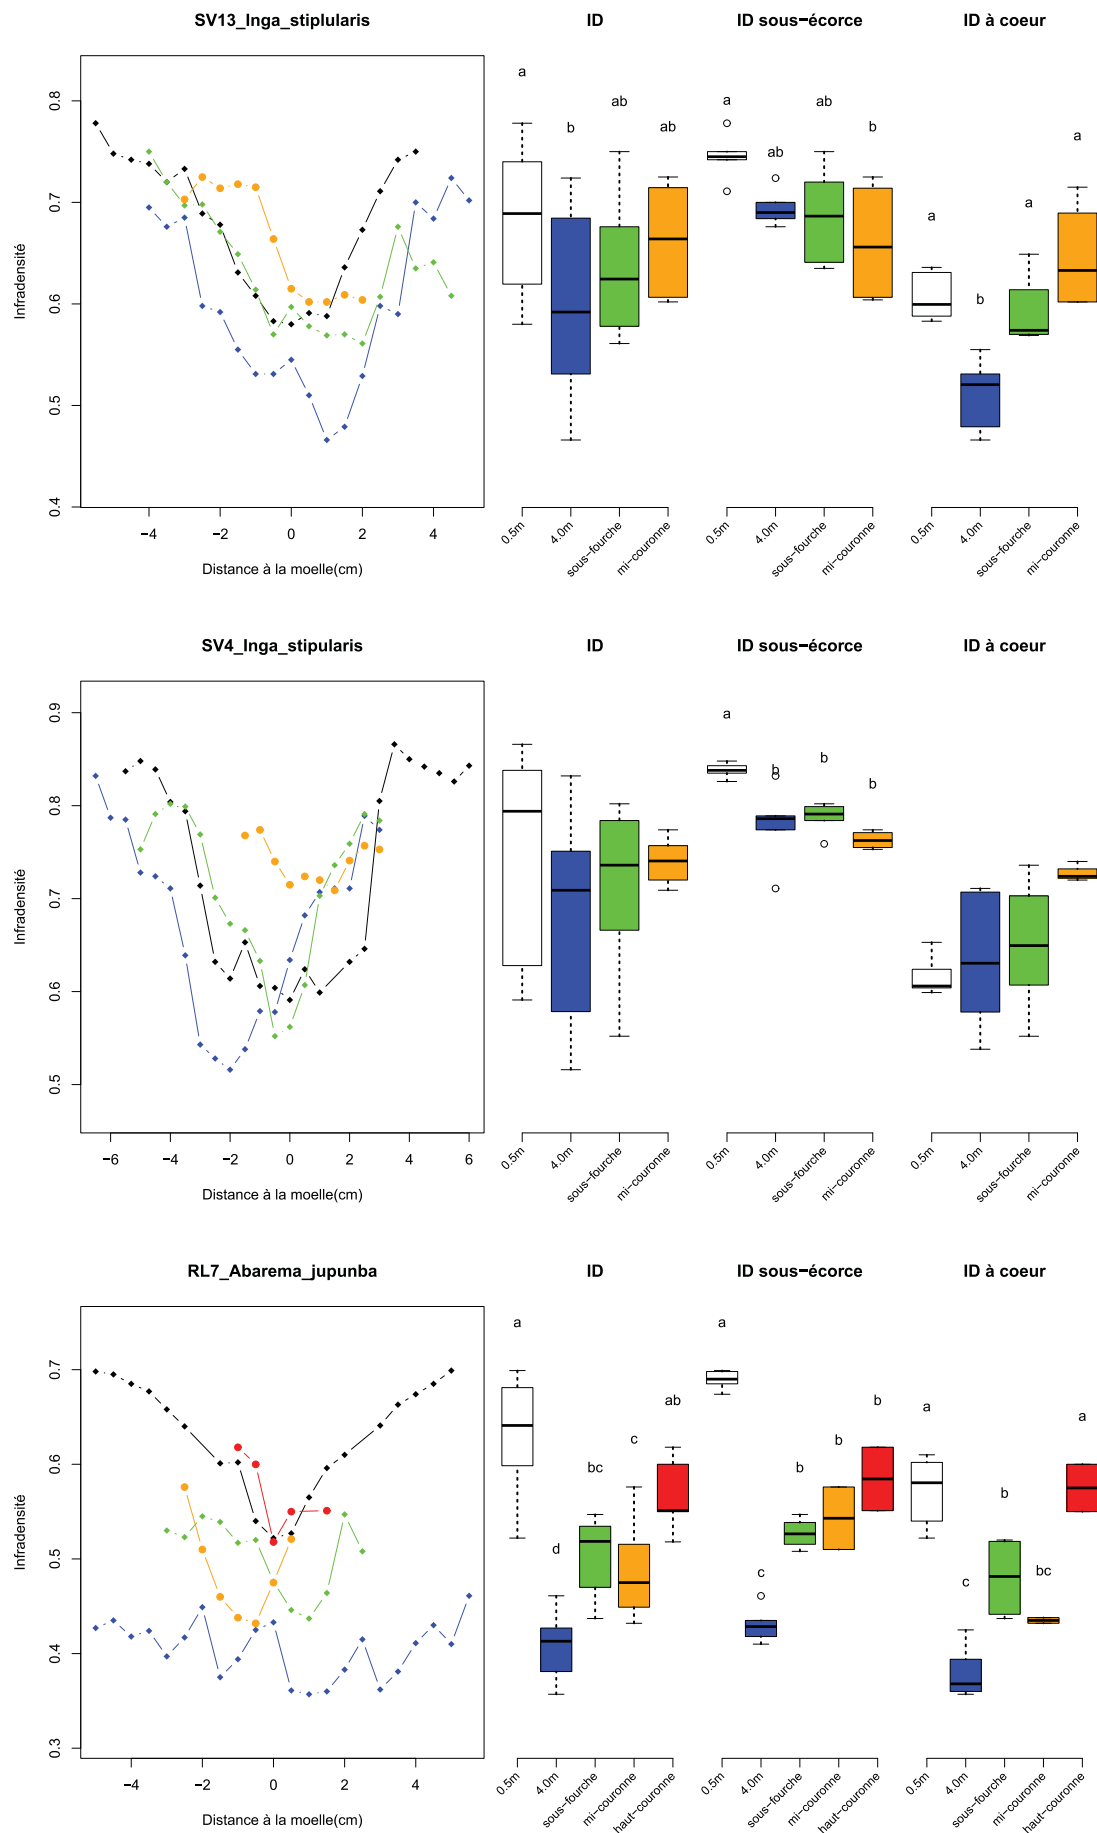 SV13_Inga_stiplularis
ID
ID sous−écorce
ID à coeur
Infradensité
0.4
0.5
0.6
0.7
0.8
−4
−2
0
2
4
Distance à la moelle(cm)
a
b
ab
ab
0.5m
4.0m
sous−fourche
mi−couronne
a
ab
ab
b
0.5m
4.0m
sous−fourche
mi−couronne
a
b
a
a
0.5m
4.0m
sous−fourche
mi−couronne
SV4_Inga_stipularis
ID
ID sous−écorce
ID à coeur
Infradensité
0.5
0.6
0.7
0.8
0.9
−6
−4
−2
0
2
4
6
Distance à la moelle(cm)
0.5m
4.0m
sous−fourche
mi−couronne
a
b
b
b
0.5m
4.0m
sous−fourche
mi−couronne
0.5m
4.0m
sous−fourche
mi−couronne
RL7_Abarema_jupunba
ID
ID sous−écorce
ID à coeur
Infradensité
0.3
0.4
0.5
0.6
0.7
−4
−2
0
2
4
Distance à la moelle(cm)
a
d
bc
c
ab
0.5m
4.0m
sous−fourche
mi−couronne
haut−couronne
a
c
b
b
b
0.5m
4.0m
sous−fourche
mi−couronne
haut−couronne
a
c
b
bc
a
0.5m
4.0m
sous−fourche
mi−couronne
haut−couronne